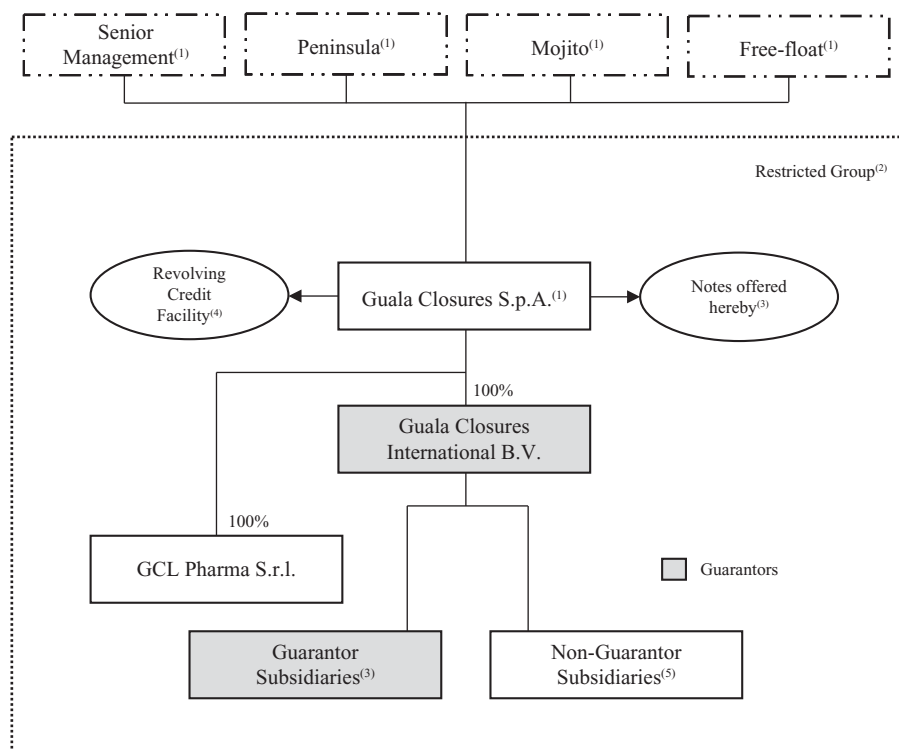 Senior
Management(1)
Peninsula(1)
Mojito(1)
Free-float(1)
Restricted Group(2)
Revolving
Credit
Facility(4)
Guala Closures S.p.A.(1)
Notes offered
hereby(3)
100%
Guala Closures
International B.V.
100%
GCL Pharma S.r.l.
Guarantors
Guarantor
Subsidiaries(3)
Non-Guarantor
Subsidiaries(5)